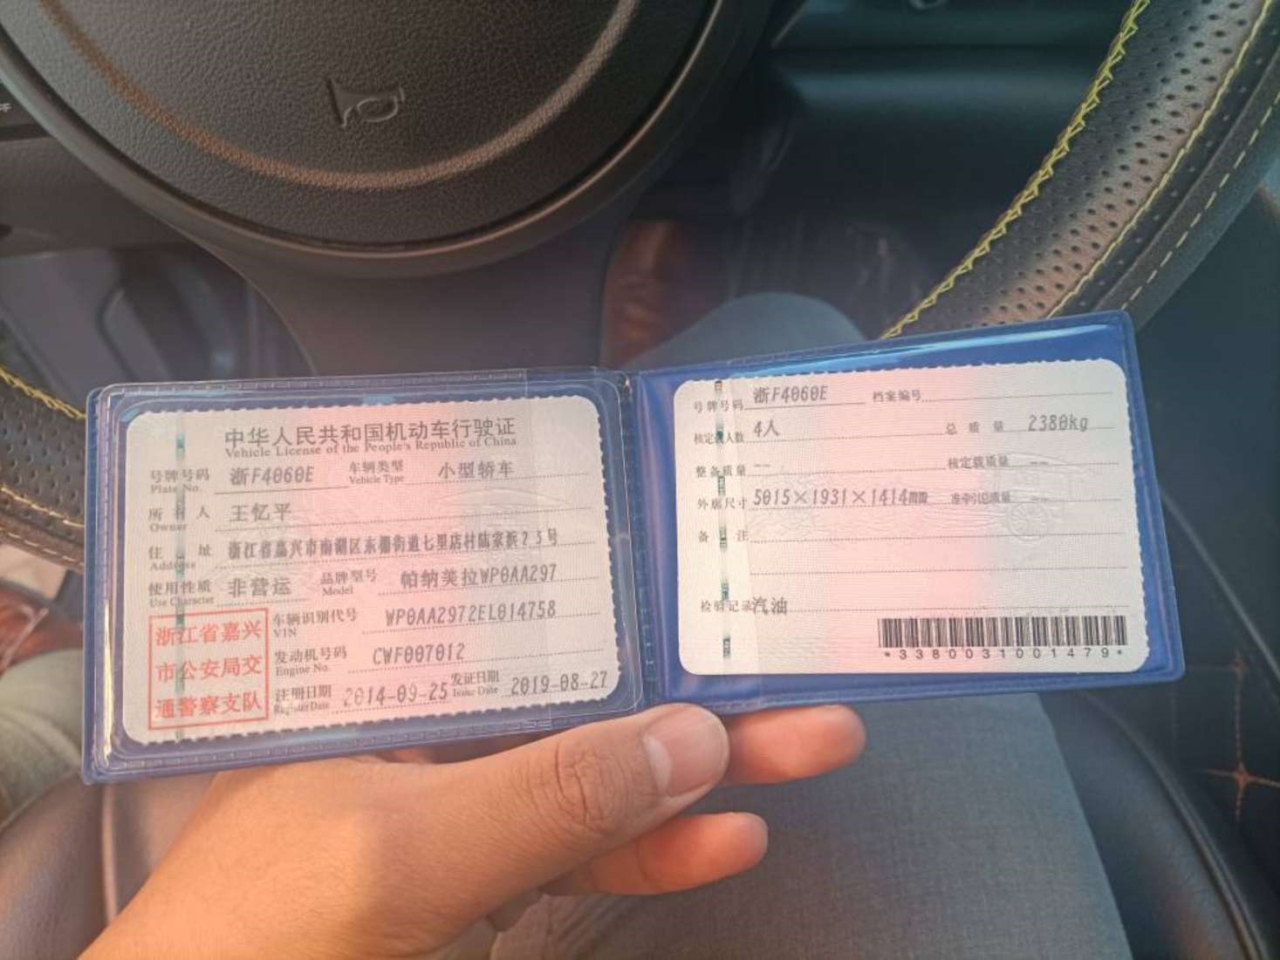 中华人民共和国机动车行驶证
Vehicle License of the People's Republic of China
号牌号码 浙F4060E 车辆类型 小型轿车
Plate No. Vehicle Type
所有人 王忆平
Owner
住址 浙江省嘉兴市南湖区东栅街道七里店村陆家浜23号
Address
使用性质 非营运 品牌型号 帕纳美拉WP0AA297
Use Character Model
车辆识别代号 WP0AA2972EL014758
VIN
发动机号码 CWF007012
Engine No.
注册日期 2014-09-25 发证日期 2019-08-27
Register Date Issue Date
浙江省嘉兴
市公安局交
通警察支队
号牌号码 浙F4060E 档案编号
核定载人数 4人 总质量 2380kg
整备质量 -- 核定载质量 --
外廓尺寸 5015×1931×1414mm 准牵引总质量 --
备注
检验记录 汽油
*3380031001479*